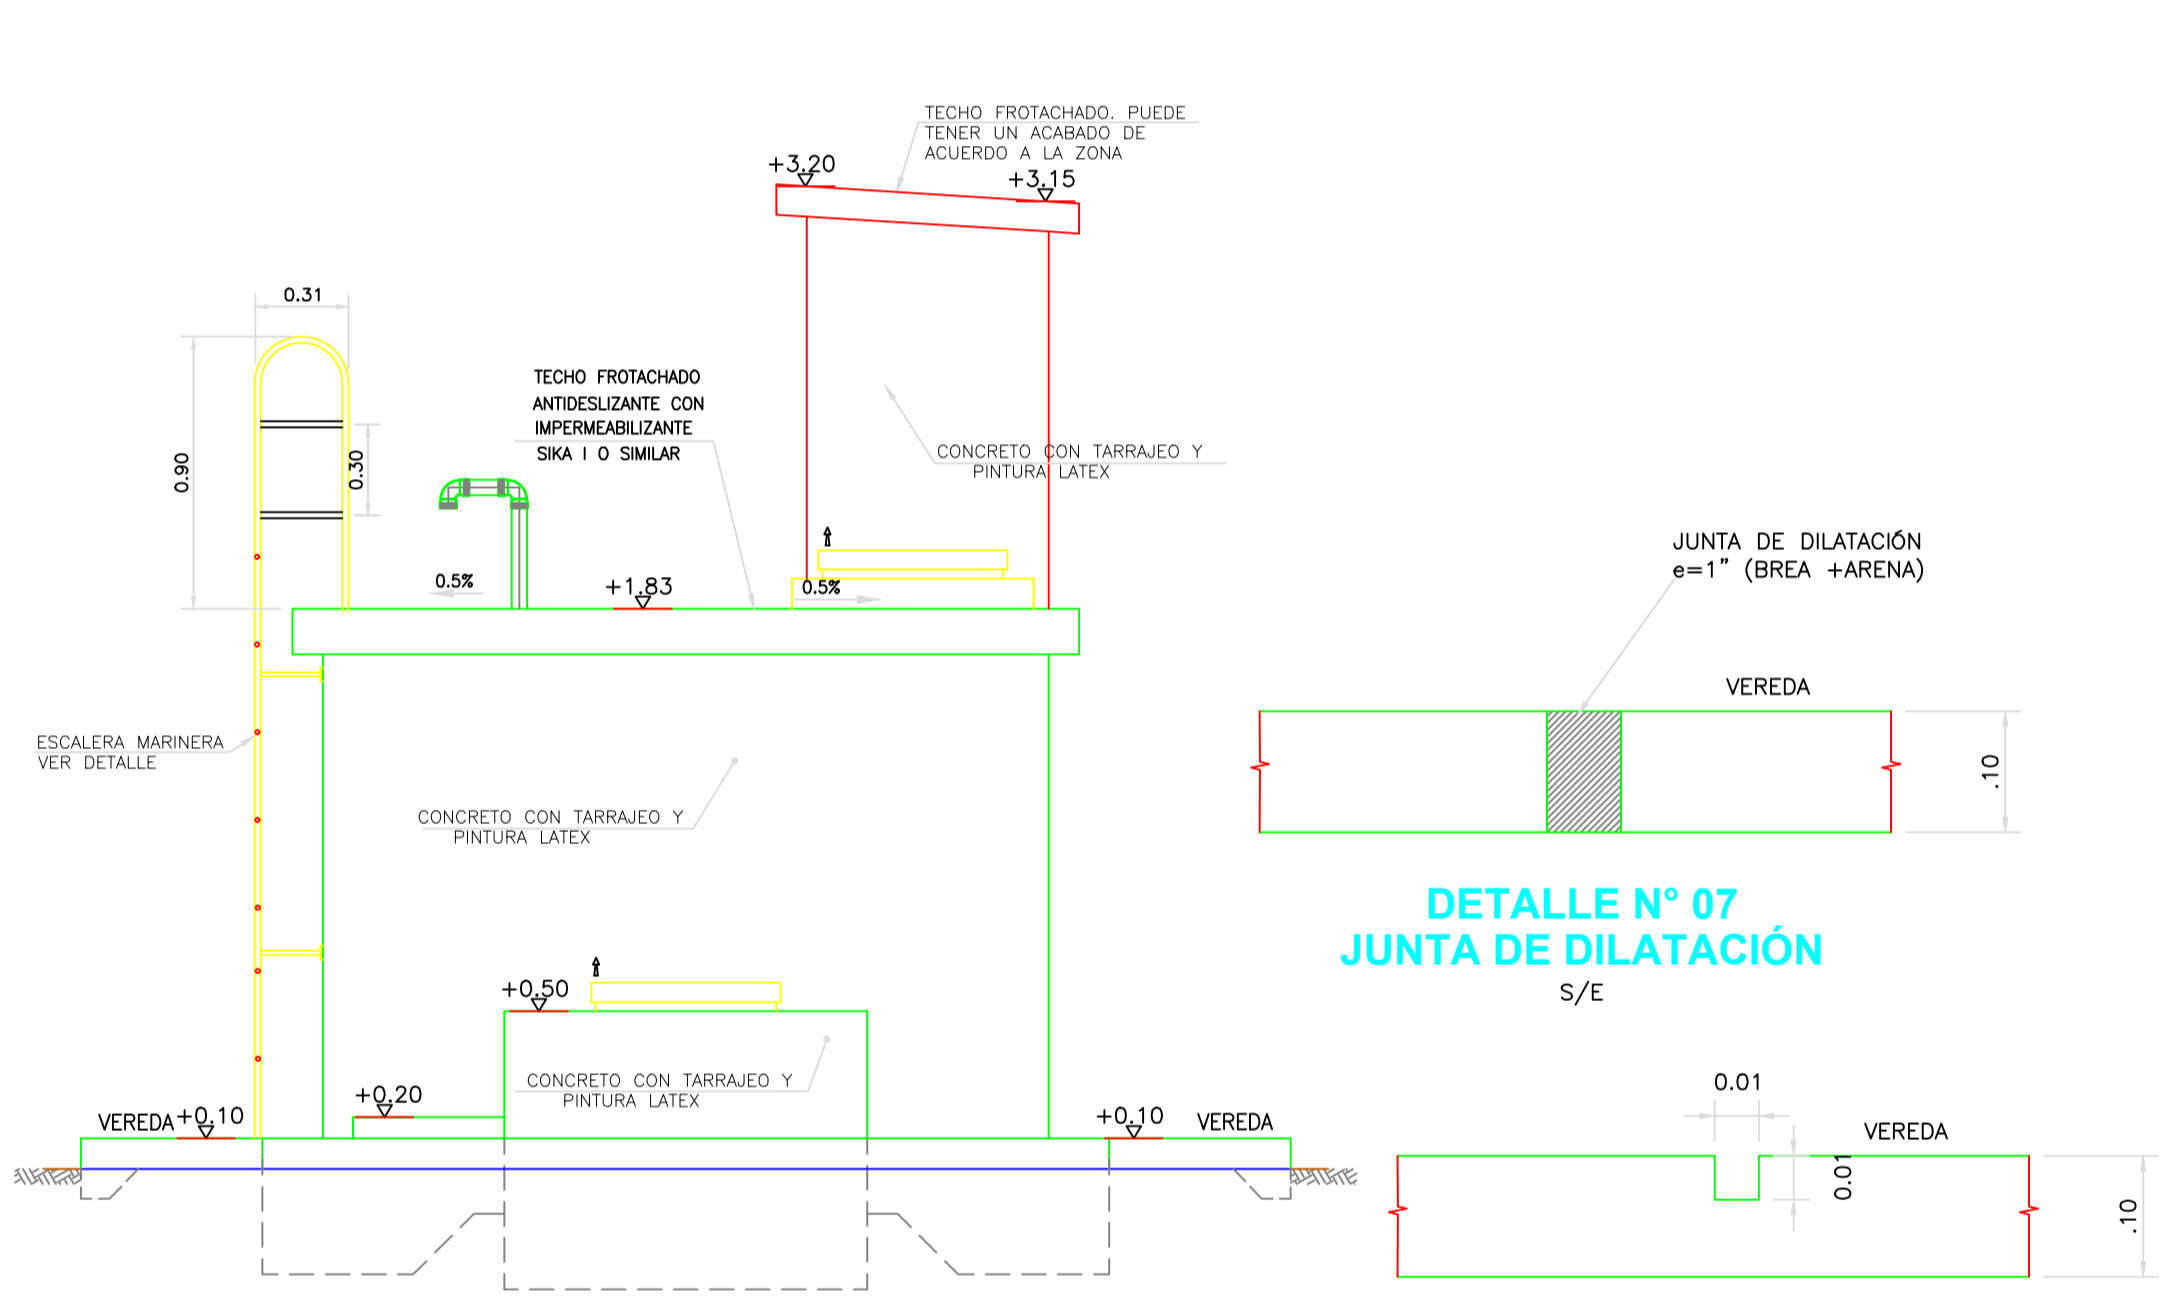 TECHO FROTACHADO. PUEDE
TENER UN ACABADO DE
ACUERDO A LA ZONA
+3.20
+3.15
0.31
0.90
0.30
TECHO FROTACHADO
ANTIDESLIZANTE CON
IMPERMEABILIZANTE
SIKA I O SIMILAR
CONCRETO CON TARRAJEO Y
PINTURA LATEX
0.5%
+1.83
0.5%
ESCALERA MARINERA
VER DETALLE
CONCRETO CON TARRAJEO Y
PINTURA LATEX
+0.50
CONCRETO CON TARRAJEO Y
PINTURA LATEX
+0.20
VEREDA +0.10
+0.10 VEREDA
JUNTA DE DILATACIÓN
e=1" (BREA +ARENA)
VEREDA
.10
DETALLE N° 07
JUNTA DE DILATACIÓN
S/E
0.01
VEREDA
0.01
.10